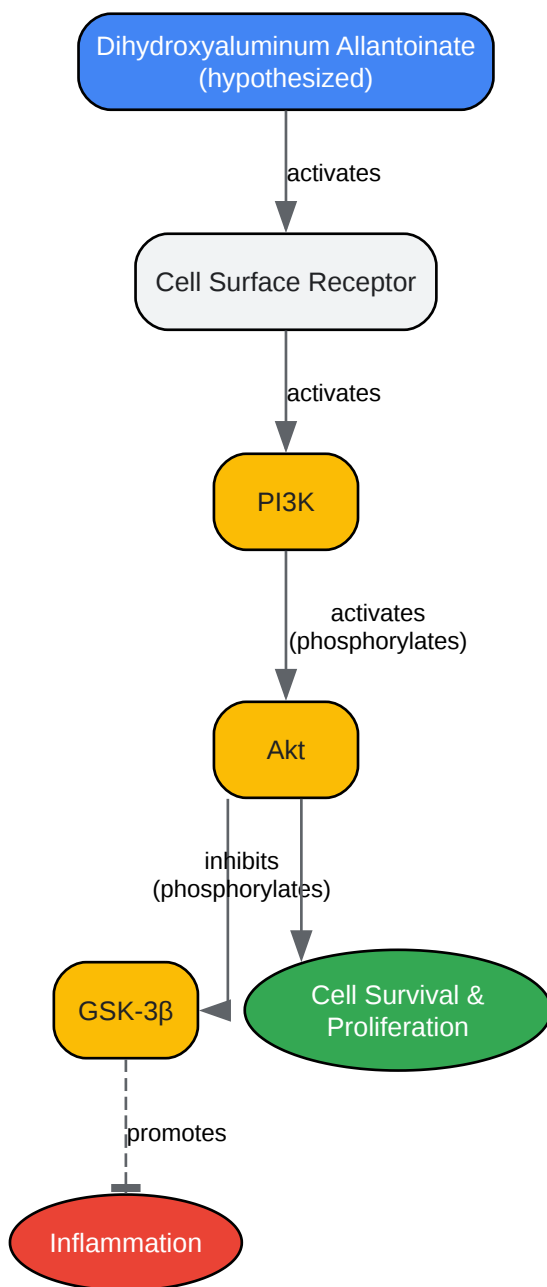 Dihydroxyaluminum Allantoinate
(hypothesized)
activates
Cell Surface Receptor
activates
PI3K
activates
(phosphorylates)
Akt
inhibits
(phosphorylates)
GSK-3β
Cell Survival &
Proliferation
promotes
Inflammation